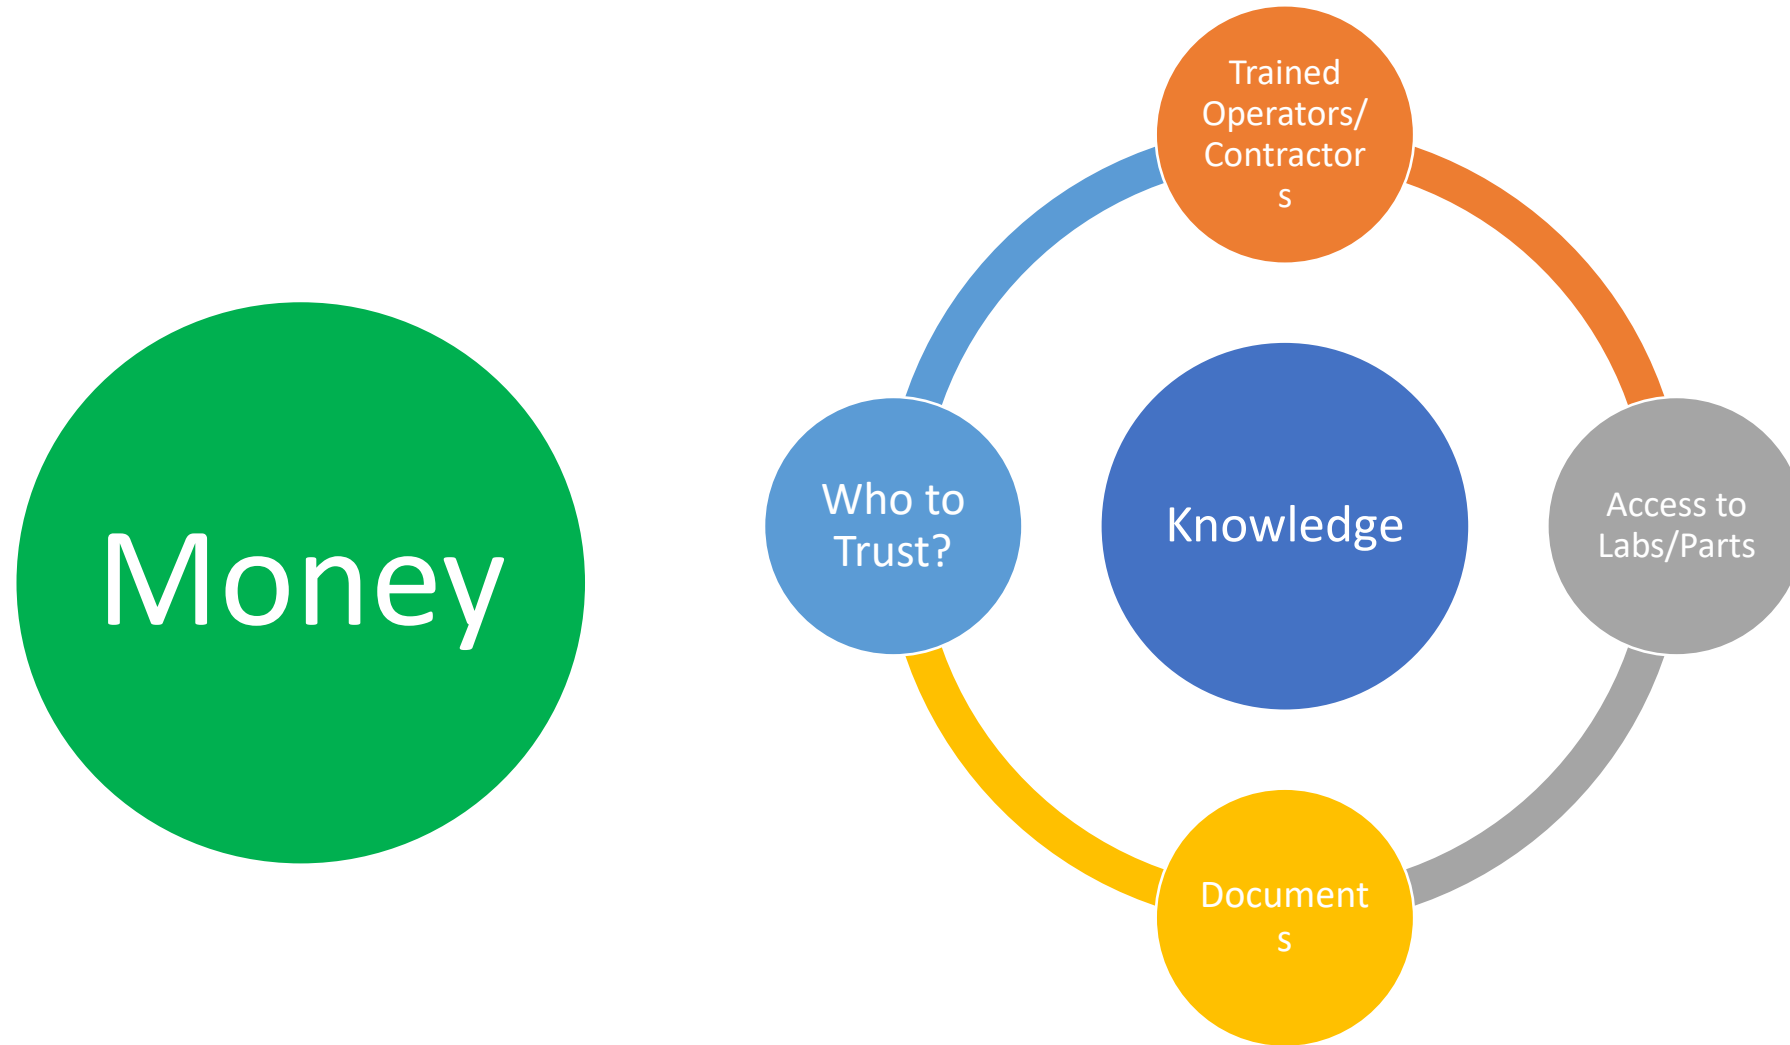 Money
Trained
Operators/
Contractor
s
Who to
Trust?
Knowledge
Access to
Labs/Parts
Document
s